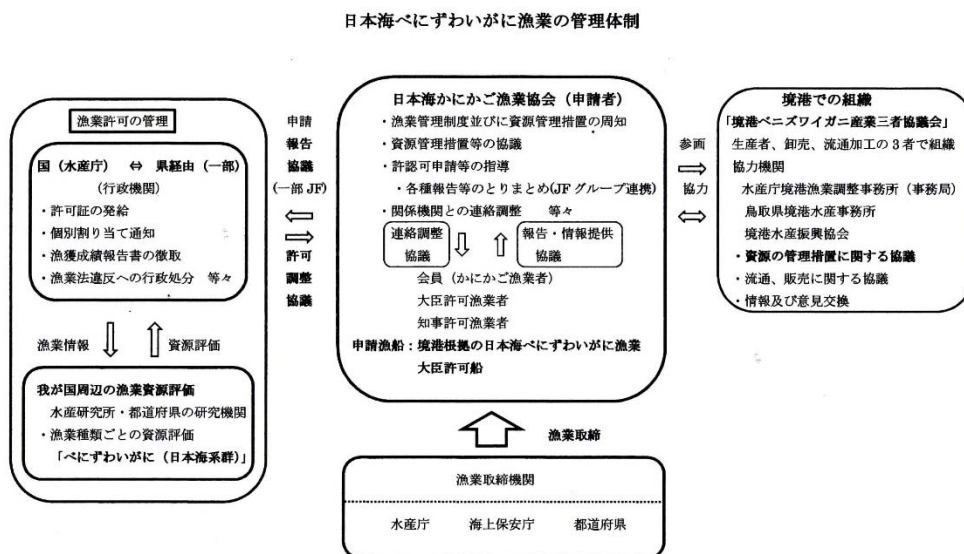 日本海べにずわいがに漁業の管理体制
漁業許可の管理
国（水産庁） ⇔ 県経由（一部）
（行政機関）
・許可証の発給
・個別割り当て通知
・漁獲成績報告書の徴取
・漁業法違反への行政処分 等々
漁業情報
資源評価
我が国周辺の漁業資源評価
水産研究所・都道府県の研究機関
・漁業種類ごとの資源評価
「べにずわいがに（日本海系群）」
申請
報告
協議
(一部 JF)
⇦
⇨
許可
調整
協議
日本海かにかご漁業協会（申請者）
・漁業管理制度並びに資源管理措置の周知
・資源管理措置等の協議
・許認可申請等の指導
・各種報告等のとりまとめ(JF グループ連携)
・関係機関との連絡調整 等々
連絡調整
協議
報告・情報提供
協議
会員（かにかご漁業者）
大臣許可漁業者
知事許可漁業者
申請漁船：境港根拠の日本海べにずわいがに漁業
大臣許可船
参画
⇨
協力
⇔
境港での組織
「境港ベニズワイガニ産業三者協議会」
生産者、卸売、流通加工の３者で組織
協力機関
水産庁境港漁業調整事務所（事務局）
鳥取県境港水産事務所
境港水産振興協会
・資源の管理措置に関する協議
・流通、販売に関する協議
・情報及び意見交換
漁業取締
漁業取締機関
水産庁 海上保安庁 都道府県